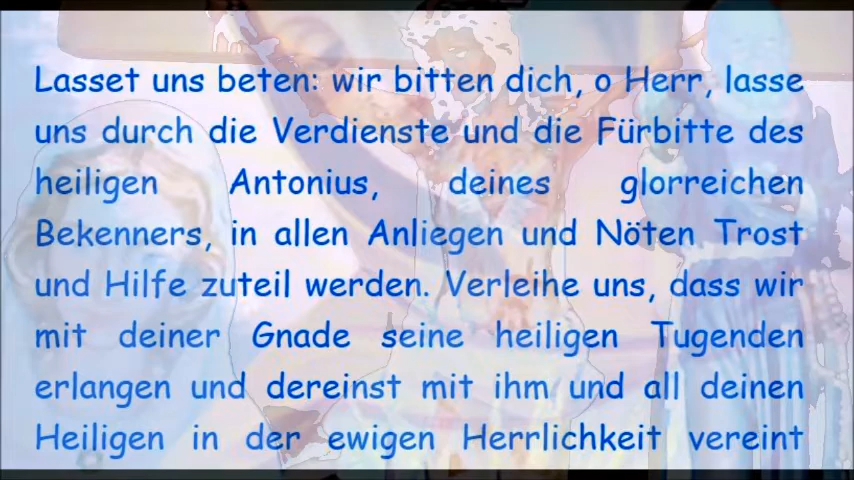 Lasset uns beten: wir bitten dich, o Herr, lasse
uns durch die Verdienste und die Fürbitte des
heiligen Antonius, deines glorreichen
Bekenners, in allen Anliegen und Nöten Trost
und Hilfe zuteil werden. Verleihe uns, dass wir
mit deiner Gnade seine heiligen Tugenden
erlangen und dereinst mit ihm und all deinen
Heiligen in der ewigen Herrlichkeit vereint